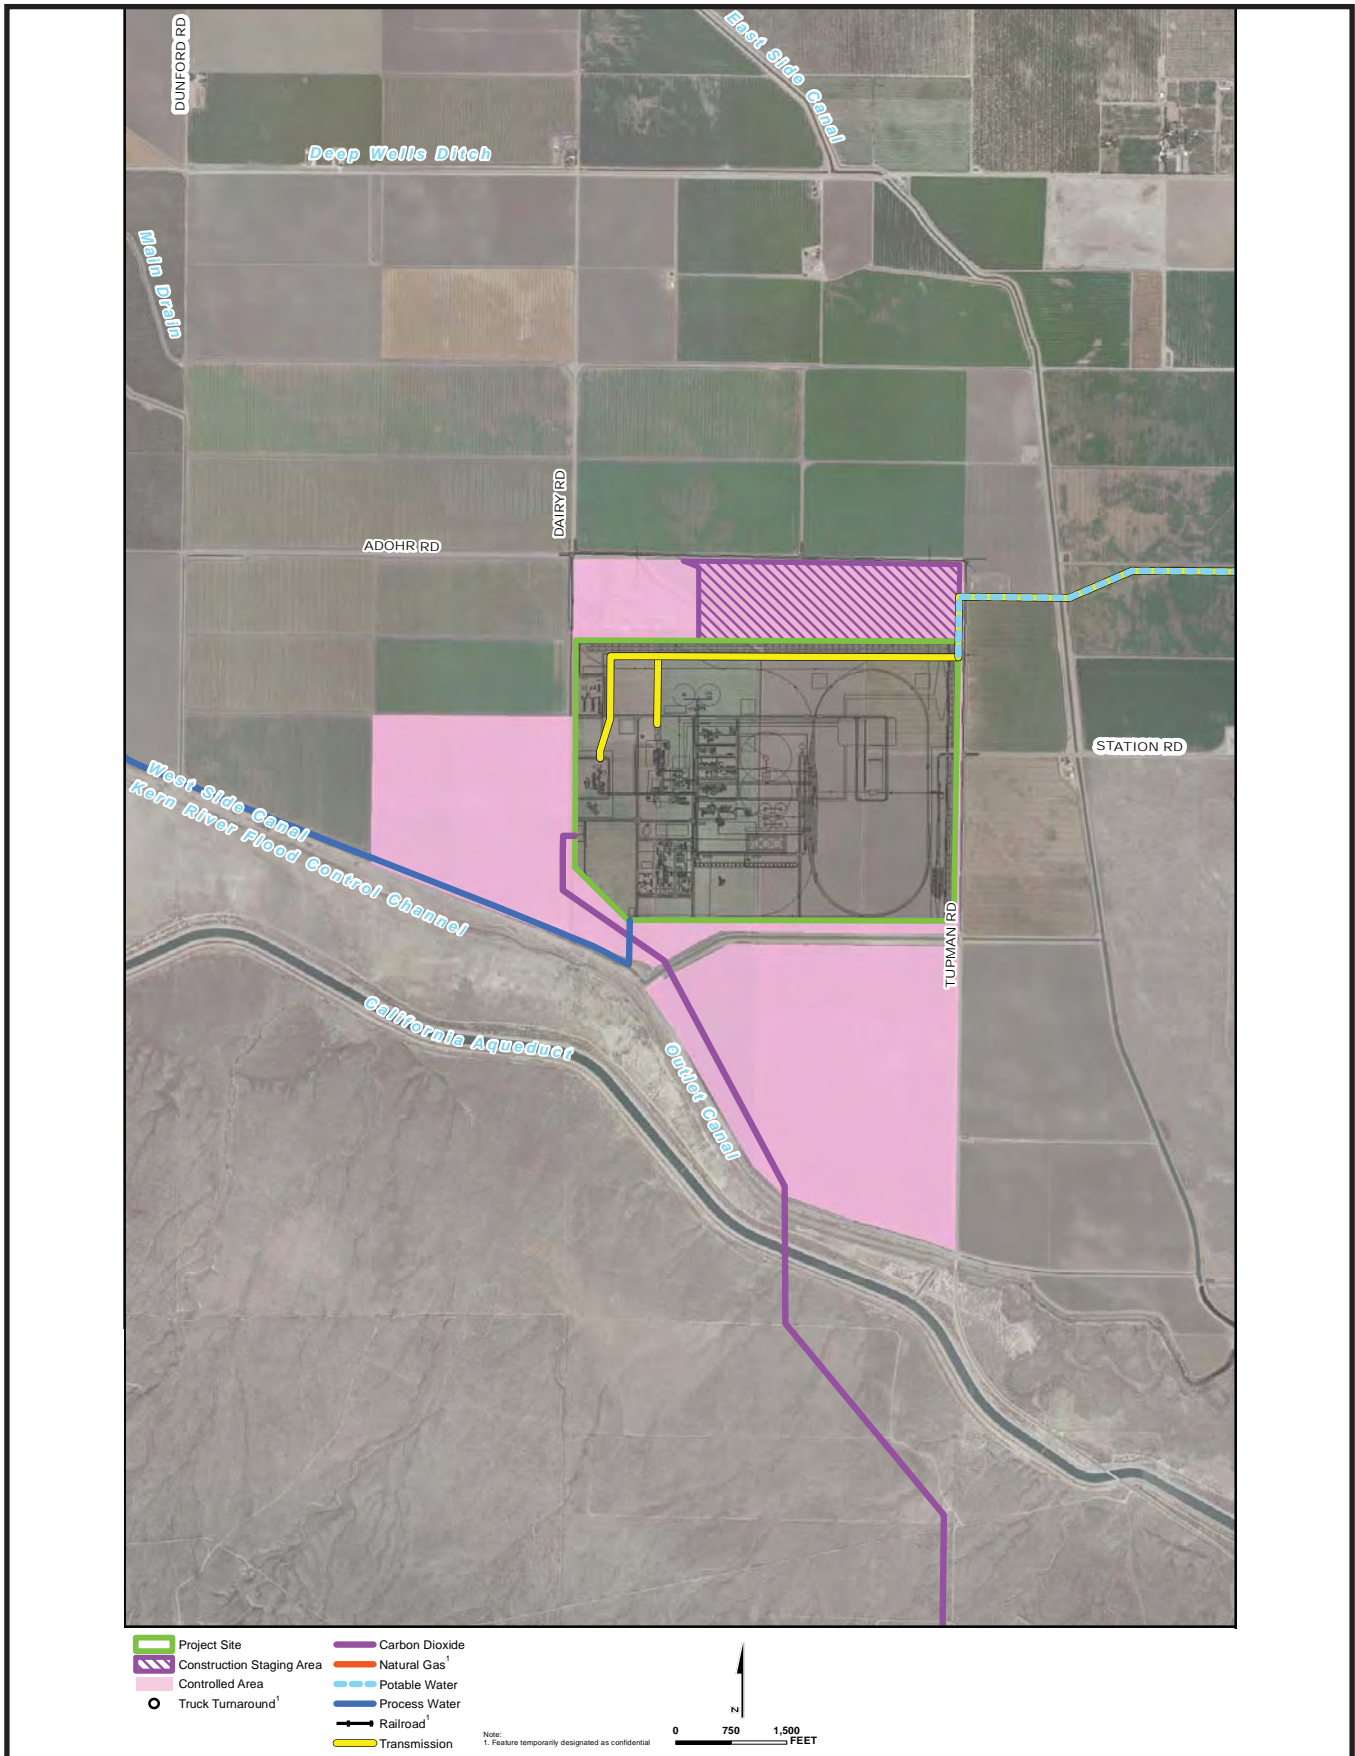 DUNFORD RD
East Side Canal
Deep Wells Ditch
Main Drain
DAIRY RD
ADOHR RD
STATION RD
West Side Canal
Kern River Flood Control Channel
TUPMAN RD
California Aqueduct
Outlet Canal
Project Site
Construction Staging Area
Controlled Area
Truck Turnaround1
Carbon Dioxide
Natural Gas1
Potable Water
Process Water
Railroad1
Transmission
Note:
1. Feature temporarily designated as confidential
N
0 750 1,500
FEET